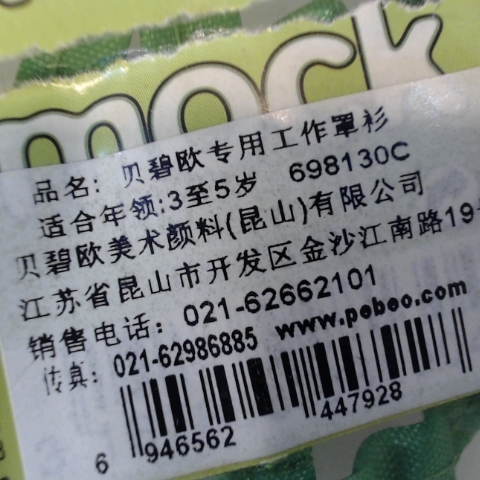 mock
品名: 贝碧欧专用工作罩衫
适合年领:3至5岁 698130C
贝碧欧美术颜料(昆山)有限公司
江苏省昆山市开发区金沙江南路19
销售电话: 021-62662101
传真: 021-62986885 www.pebeo.com
6 946562 447928